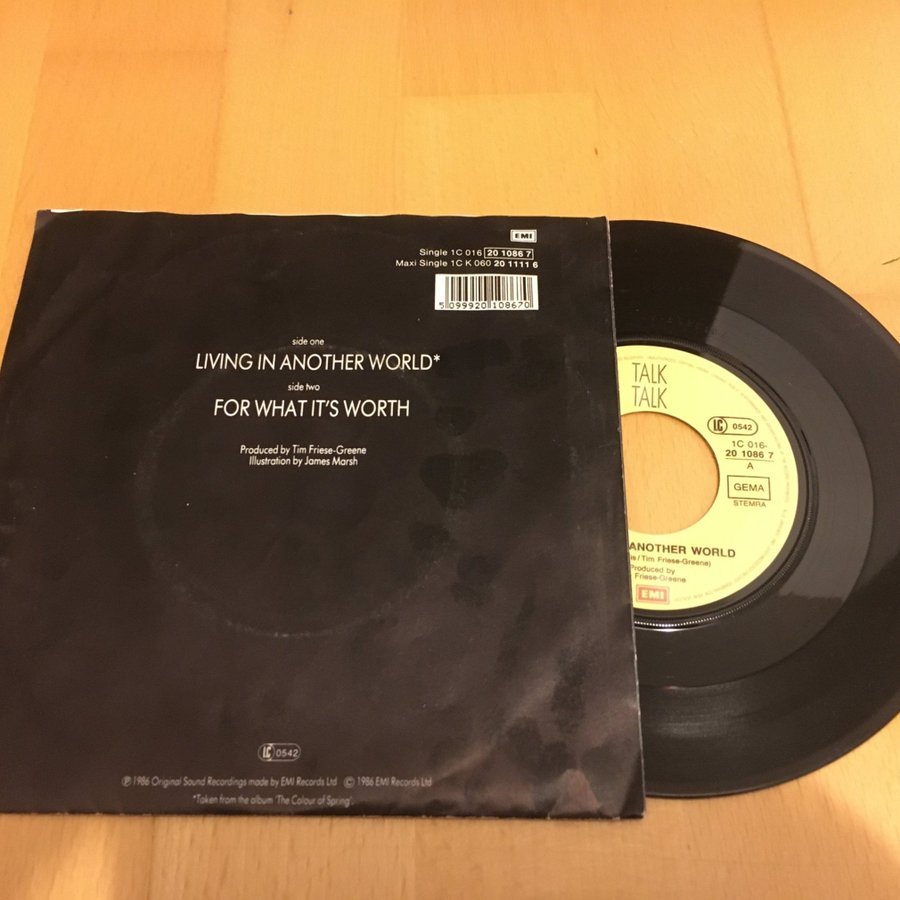 EMI
Single 1C 016 20 1086 7
Maxi Single 1C K 060 20 1111 6
5 099920 108670
side one
LIVING IN ANOTHER WORLD*
side two
FOR WHAT IT'S WORTH
Produced by Tim Friese-Greene
Illustration by James Marsh
LC 0542
℗ 1986 Original Sound Recordings made by EMI Records Ltd © 1986 EMI Records Ltd
*Taken from the album 'The Colour of Spring'.
TALK
TALK
LC 0542
1C 016-
20 1086 7
A
GEMA
STEMRA
ANOTHER WORLD
is/Tim Friese-Greene)
Produced by
Friese-Greene
EMI